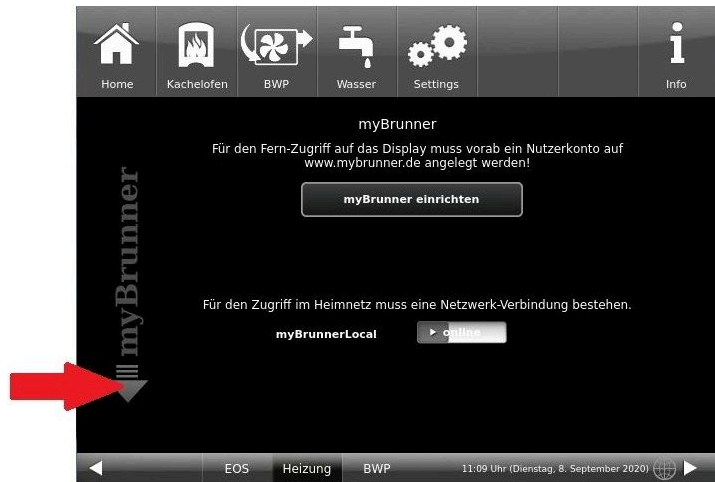 Home
Kachelofen
BWP
Wasser
Settings
Info
myBrunner
Für den Fern-Zugriff auf das Display muss vorab ein Nutzerkonto auf
www.mybrunner.de angelegt werden!
myBrunner einrichten
myBrunner
Für den Zugriff im Heimnetz muss eine Netzwerk-Verbindung bestehen.
myBrunnerLocal
online
EOS
Heizung
BWP
11:09 Uhr (Dienstag, 8. September 2020)